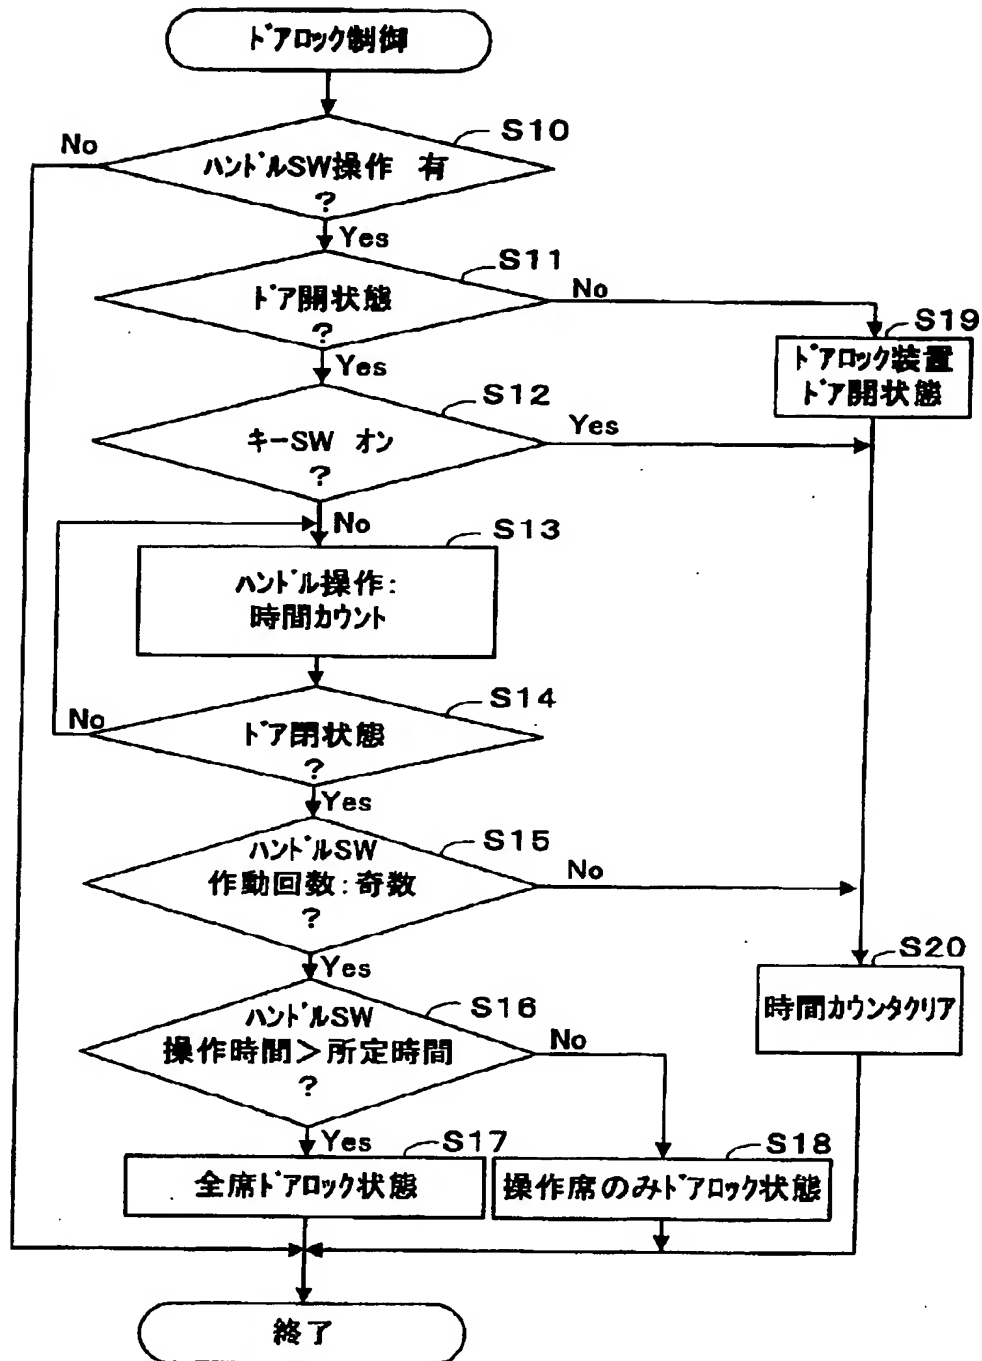 ドアロック制御
S10
No
ハンドルSW操作 有
?
Yes
S11
No
ドア開状態
?
S19
Yes
ドアロック装置
ドア開状態
S12
Yes
キーSW オン
?
No
S13
ハンドル操作:
時間カウント
S14
No
ドア閉状態
?
Yes
S15
ハンドルSW
作動回数:奇数
?
No
Yes
S20
時間カウンタクリア
S16
ハンドルSW
操作時間>所定時間
?
No
Yes
S17
S18
全席ドアロック状態
操作席のみドアロック状態
終了